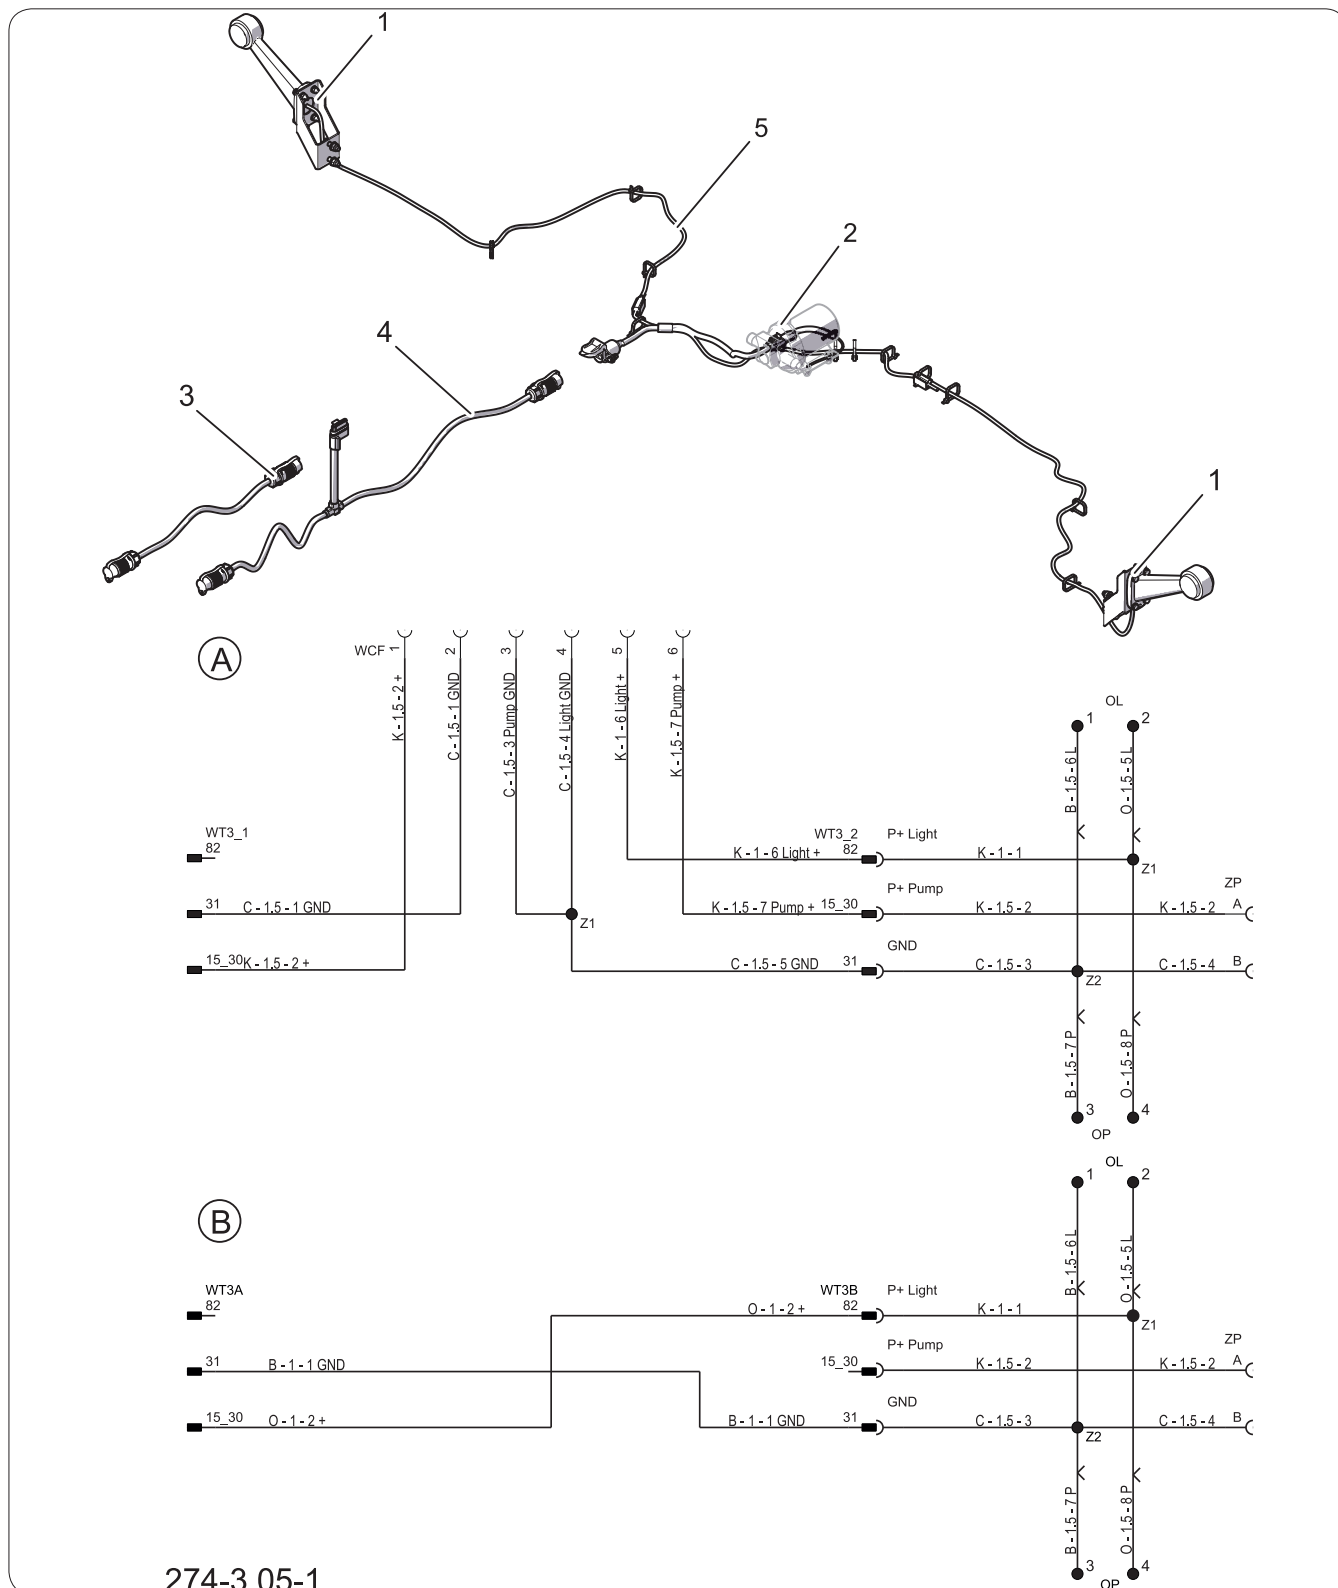 1
5
2
4
3
1
A
WCF 1 2 3 4 5 6
K - 1.5 - 2 +
C - 1.5 - 1 GND
C - 1.5 - 3 Pump GND
C - 1.5 - 4 Light GND
K - 1 - 6 Light +
K - 1.5 - 7 Pump +
OL
1 2
B - 1.5 - 6 L
O - 1.5 - 5 L
WT3_1
82
WT3_2
82
P+ Light
K - 1 - 6 Light +
K - 1 - 1
Z1
P+ Pump
ZP
31
C - 1.5 - 1 GND
Z1
K - 1.5 - 7 Pump +
15_30
K - 1.5 - 2
K - 1.5 - 2
A
GND
15_30
K - 1.5 - 2 +
C - 1.5 - 5 GND
31
C - 1.5 - 3
Z2
C - 1.5 - 4
B
B - 1.5 - 7 P
O - 1.5 - 8 P
3 4
OP
B
OL
1 2
B - 1.5 - 6 L
O - 1.5 - 5 L
WT3A
82
WT3B
82
P+ Light
O - 1 - 2 +
K - 1 - 1
Z1
P+ Pump
ZP
31
B - 1 - 1 GND
15_30
K - 1.5 - 2
K - 1.5 - 2
A
GND
15_30
O - 1 - 2 +
B - 1 - 1 GND
31
C - 1.5 - 3
Z2
C - 1.5 - 4
B
B - 1.5 - 7 P
O - 1.5 - 8 P
3 4
OP
274-3 05-1